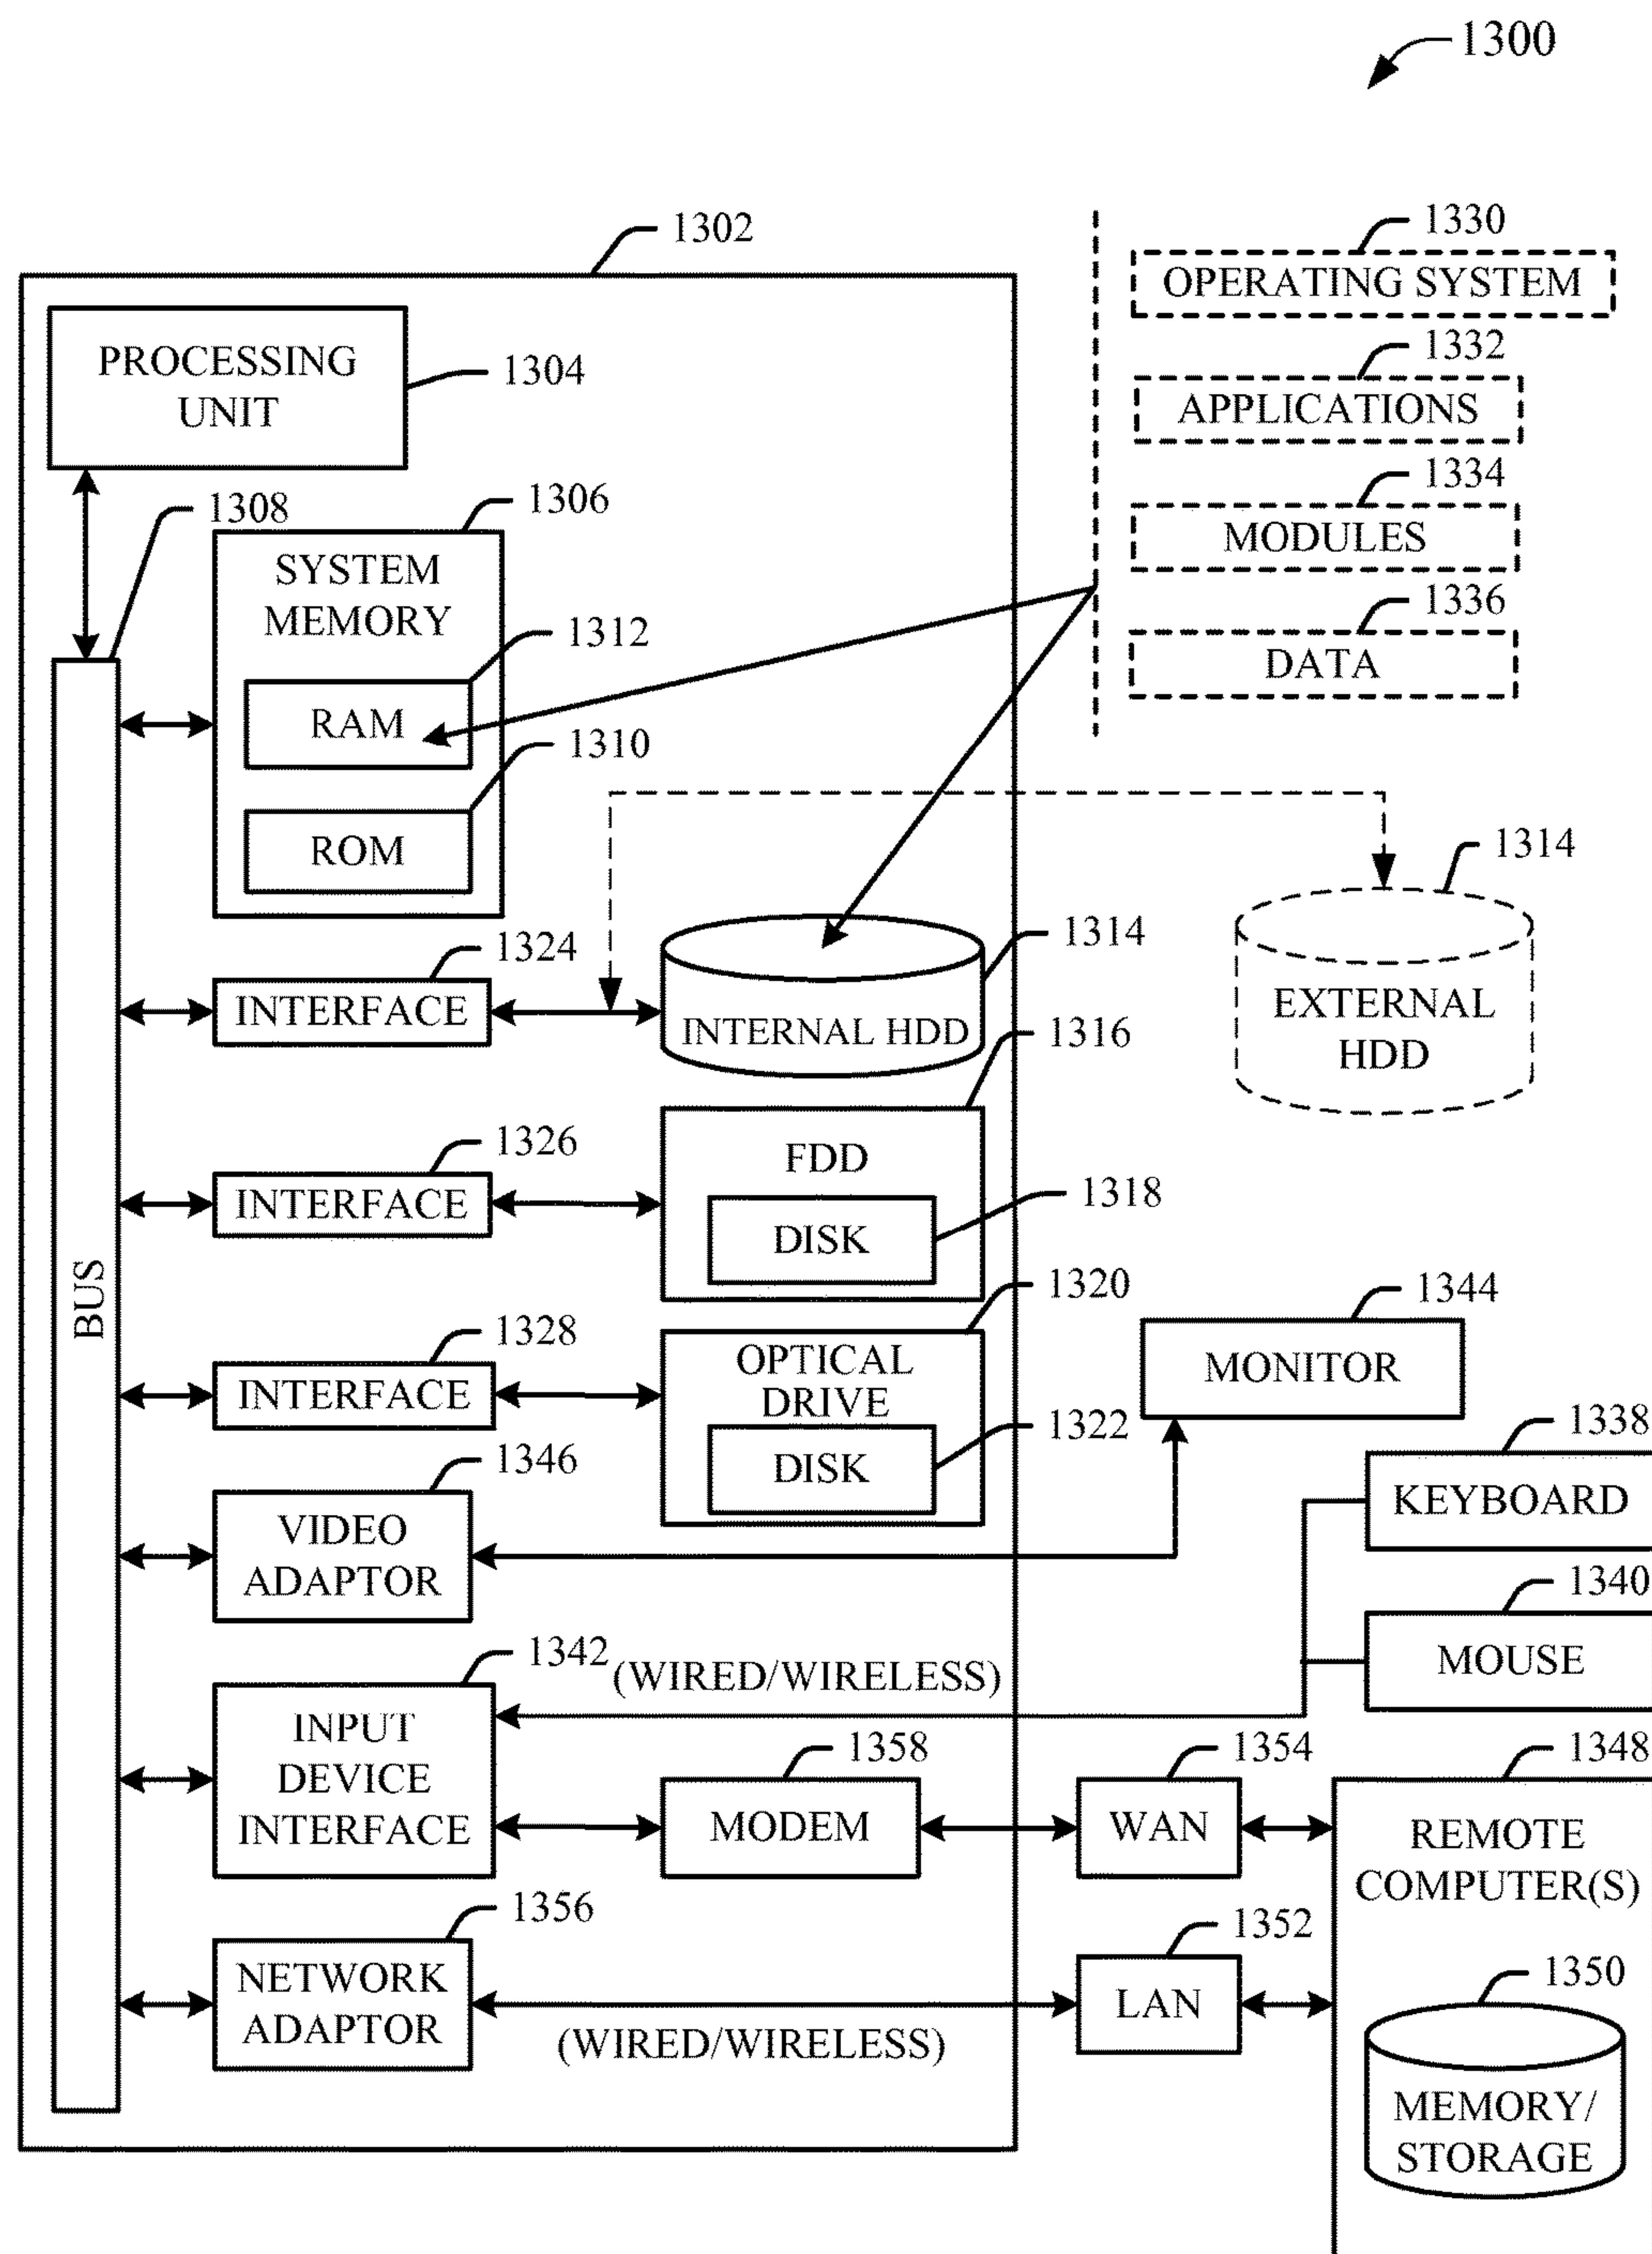 1300
1302
1330
OPERATING SYSTEM
PROCESSING
UNIT
1304
1332
APPLICATIONS
1334
MODULES
1308
1306
SYSTEM
MEMORY
1336
DATA
1312
RAM
1310
ROM
1314
EXTERNAL
HDD
1324
INTERFACE
1314
INTERNAL HDD
1316
FDD
1326
INTERFACE
1318
DISK
BUS
1320
OPTICAL
DRIVE
1328
INTERFACE
1322
DISK
1344
MONITOR
1338
KEYBOARD
1346
VIDEO
ADAPTOR
1340
MOUSE
1342
(WIRED/WIRELESS)
INPUT
DEVICE
INTERFACE
1358
MODEM
1354
WAN
1348
REMOTE
COMPUTER(S)
1356
NETWORK
ADAPTOR
(WIRED/WIRELESS)
1352
LAN
1350
MEMORY/
STORAGE